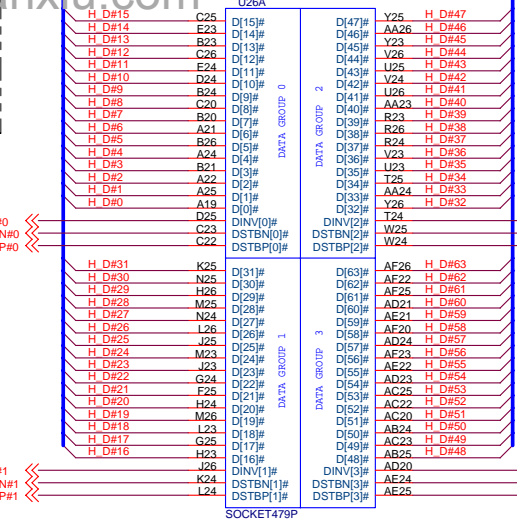 anxiu.com
U26A
H_D#15 C25 D[15]# D[47]# Y25 H_D#47
H_D#14 E23 D[14]# D[46]# AA26 H_D#46
H_D#13 B23 D[13]# D[45]# Y23 H_D#45
H_D#12 C26 D[12]# D[44]# V26 H_D#44
H_D#11 E24 D[11]# D[43]# U25 H_D#43
H_D#10 D24 D[10]# D[42]# V24 H_D#42
H_D#9 B24 D[9]# D[41]# U26 H_D#41
H_D#8 C20 D[8]# D[40]# AA23 H_D#40
H_D#7 B20 D[7]# D[39]# R23 H_D#39
H_D#6 A21 D[6]# D[38]# R26 H_D#38
H_D#5 B26 D[5]# D[37]# R24 H_D#37
H_D#4 A24 D[4]# D[36]# V23 H_D#36
H_D#3 B21 D[3]# D[35]# U23 H_D#35
H_D#2 A22 D[2]# D[34]# T25 H_D#34
H_D#1 A25 D[1]# D[33]# AA24 H_D#33
H_D#0 A19 D[0]# D[32]# Y26 H_D#32
#0 D25 DINV[0]# DINV[2]# T24
N#0 C23 DSTBN[0]# DSTBN[2]# W25
P#0 C22 DSTBP[0]# DSTBP[2]# W24
DATA GROUP 0
DATA GROUP 2
H_D#31 K25 D[31]# D[63]# AF26 H_D#63
H_D#30 N25 D[30]# D[62]# AF22 H_D#62
H_D#29 H26 D[29]# D[61]# AF25 H_D#61
H_D#28 M25 D[28]# D[60]# AD21 H_D#60
H_D#27 N24 D[27]# D[59]# AE21 H_D#59
H_D#26 L26 D[26]# D[58]# AF20 H_D#58
H_D#25 J25 D[25]# D[57]# AD24 H_D#57
H_D#24 M23 D[24]# D[56]# AF23 H_D#56
H_D#23 J23 D[23]# D[55]# AE22 H_D#55
H_D#22 G24 D[22]# D[54]# AD23 H_D#54
H_D#21 F25 D[21]# D[53]# AC25 H_D#53
H_D#20 H24 D[20]# D[52]# AC22 H_D#52
H_D#19 M26 D[19]# D[51]# AC20 H_D#51
H_D#18 L23 D[18]# D[50]# AB24 H_D#50
H_D#17 G25 D[17]# D[49]# AC23 H_D#49
H_D#16 H23 D[16]# D[48]# AB25 H_D#48
#1 J26 DINV[1]# DINV[3]# AD20
N#1 K24 DSTBN[1]# DSTBN[3]# AE24
P#1 L24 DSTBP[1]# DSTBP[3]# AE25
DATA GROUP 1
DATA GROUP 3
SOCKET479P